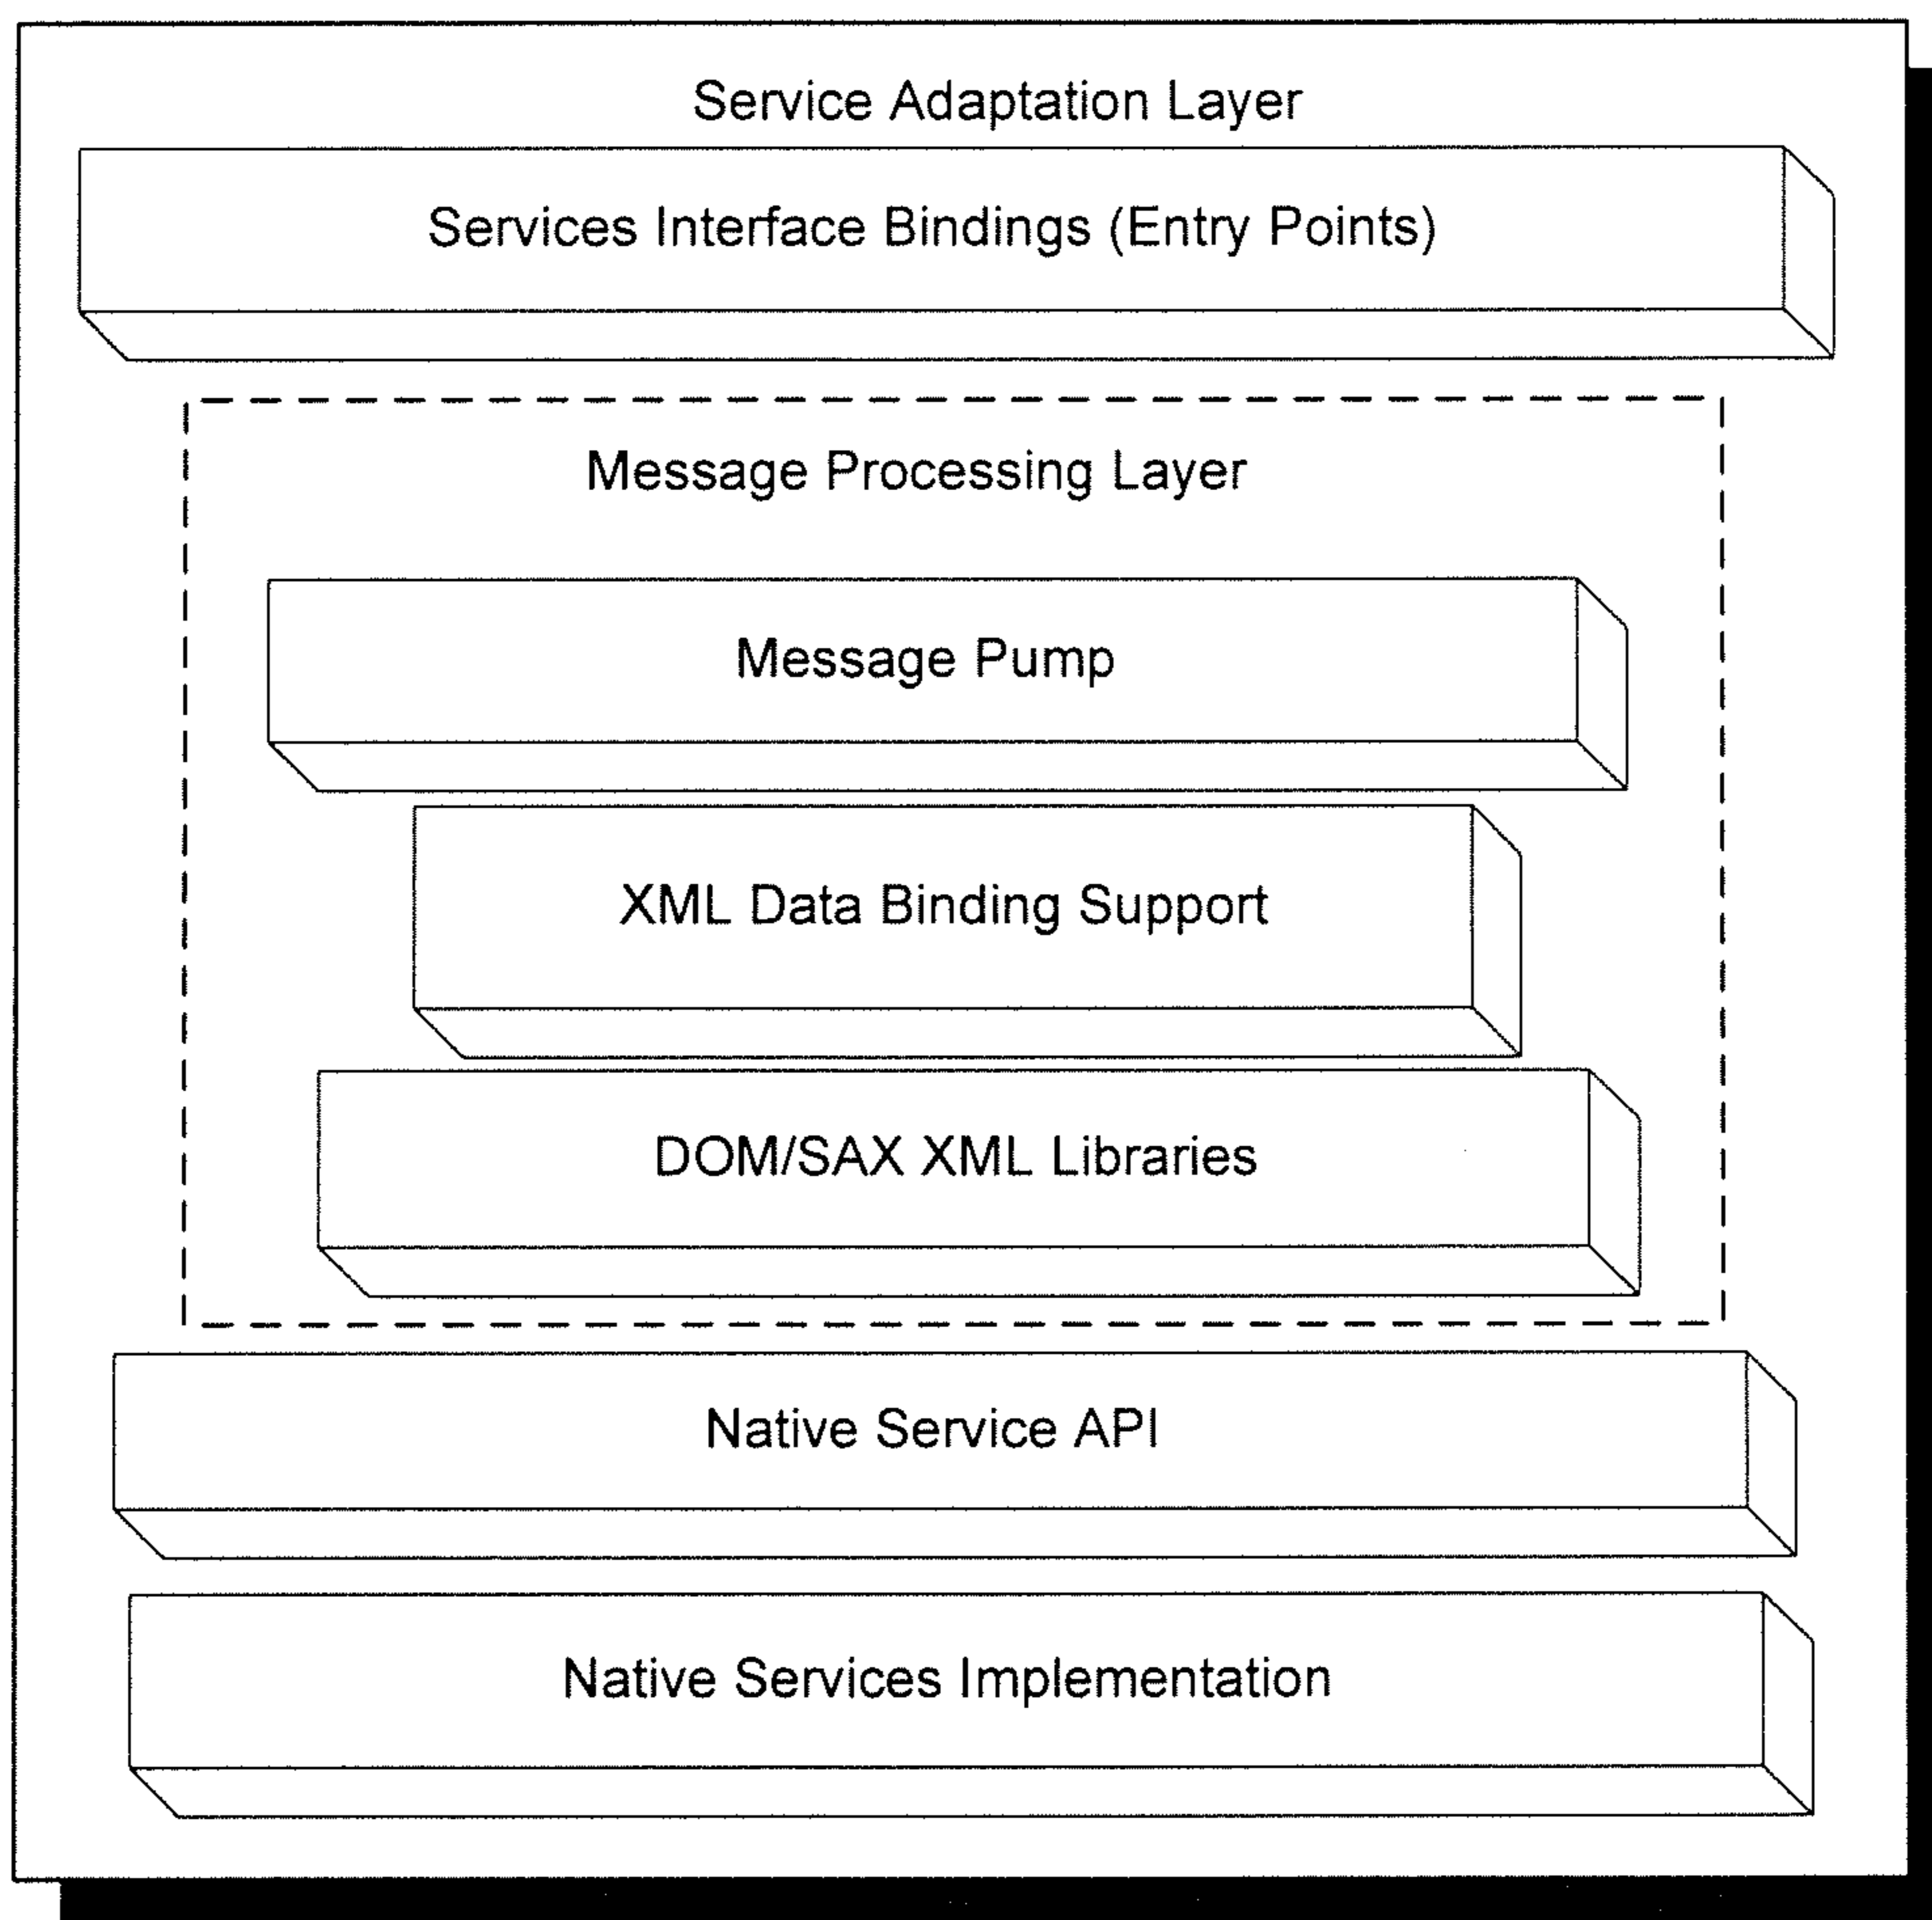 Service Adaptation Layer
Services Interface Bindings (Entry Points)
Message Processing Layer
Message Pump
XML Data Binding Support
DOM/SAX XML Libraries
Native Service API
Native Services Implementation